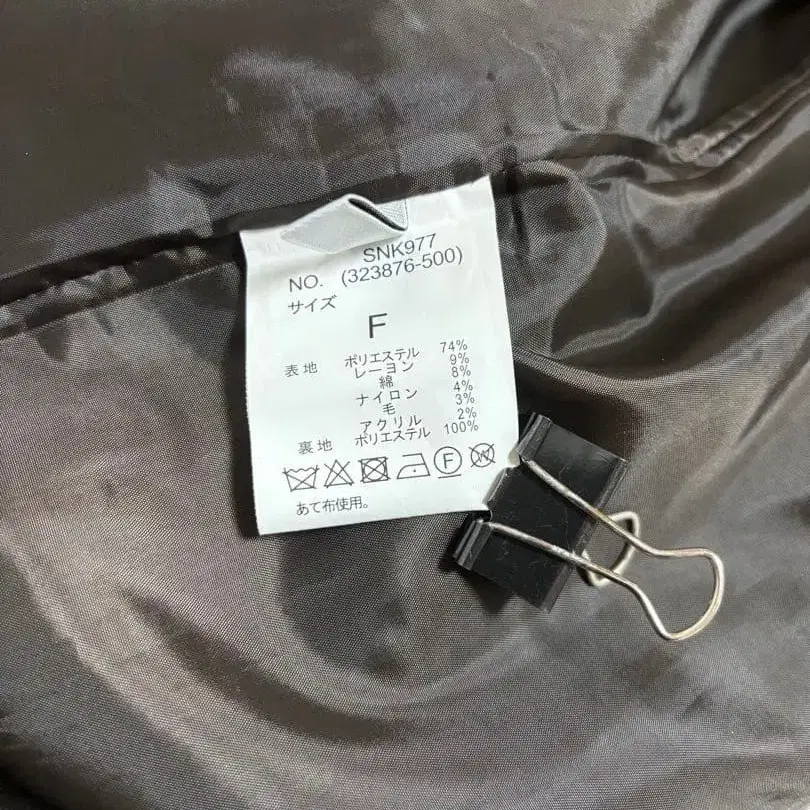 SNK977
NO. (323876-500)
サイズ
F
表地 ポリエステル 74%
レーヨン 9%
綿 8%
ナイロン 4%
毛 3%
アクリル 2%
裏地 ポリエステル 100%
F W
あて布使用。